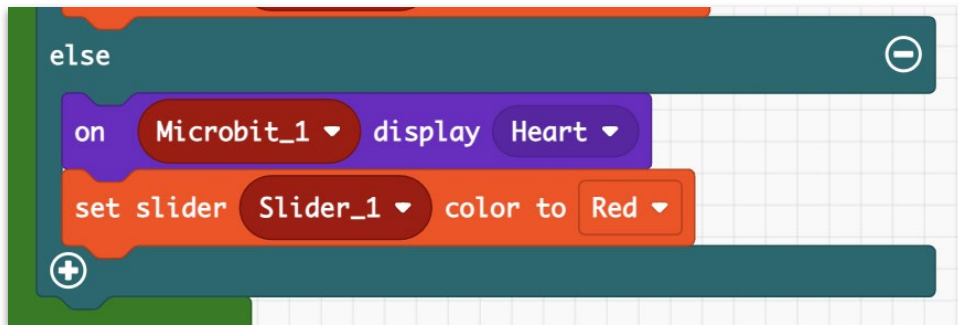 else
on Microbit_1 display Heart
set slider Slider_1 color to Red